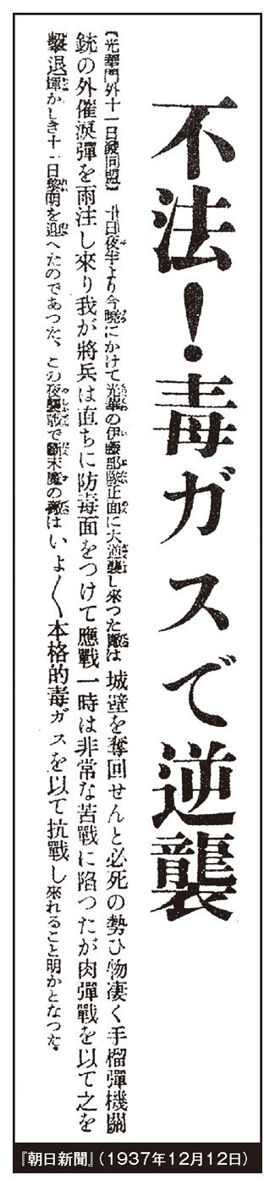 不法！毒ガスで逆襲
【光華門外十一日發同盟】十日夜半より今曉にかけて光華の伊藤部隊正面に大逆襲し來つた敵は城壁を奪回せんと必死の勢ひ物凄く手榴彈機關
銃の外催淚彈を雨注し來り我が將兵は直ちに防毒面をつけて應戰一時は非常な苦戰に陷つたが肉彈戰を以て之を
擊退輝かしき十一日黎明を迎へたのであつた、この夜襲戰で斷末魔の敵はいよ〱本格的毒ガスを以て抗戰し來れること明かとなつた
『朝日新聞』（1937年12月12日）